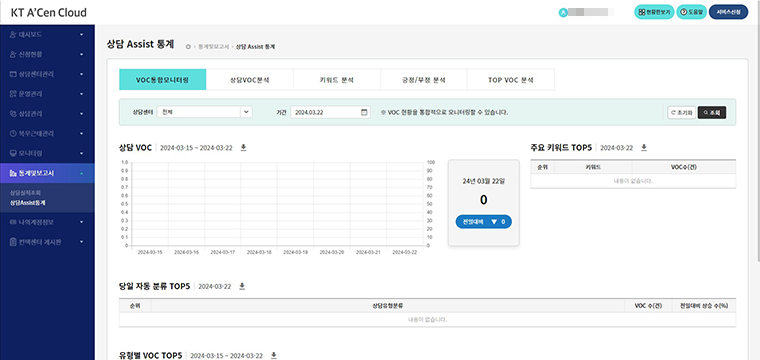 KT A'Cen Cloud
현황판보기
도움말
서비스신청
대시보드
신청현황
상담센터관리
운영관리
상담관리
복무근태관리
모니터링
통계및보고서
상담실적조회
상담Assist통계
나의계정정보
컨택센터 게시판
상담 Assist 통계
통계및보고서 › 상담 Assist 통계
VOC통합모니터링
상담VOC분석
키워드 분석
긍정/부정 분석
TOP VOC 분석
상담센터 전체 기간 2024.03.22 ※ VOC 현황을 통합적으로 모니터링할 수 있습니다. 초기화 조회
상담 VOC 2024-03-15 ~ 2024-03-22
1.0 0.9 0.8 0.7 0.6 0.5 0.4 0.3 0.2 0.1 0
100 90 80 70 60 50 40 30 20 10 0
2024-03-15 2024-03-16 2024-03-17 2024-03-18 2024-03-19 2024-03-20 2024-03-21 2024-03-22
24년 03월 22일
0
전일대비 ▼ 0
주요 키워드 TOP5 2024-03-22
순위 키워드 VOC수(건)
내용이 없습니다.
당일 자동 분류 TOP5 2024-03-22
순위 상담유형분류 VOC 수(건) 전일대비 상승 수(%)
내용이 없습니다.
유형별 VOC TOP5 2024-03-15 ~ 2024-03-22